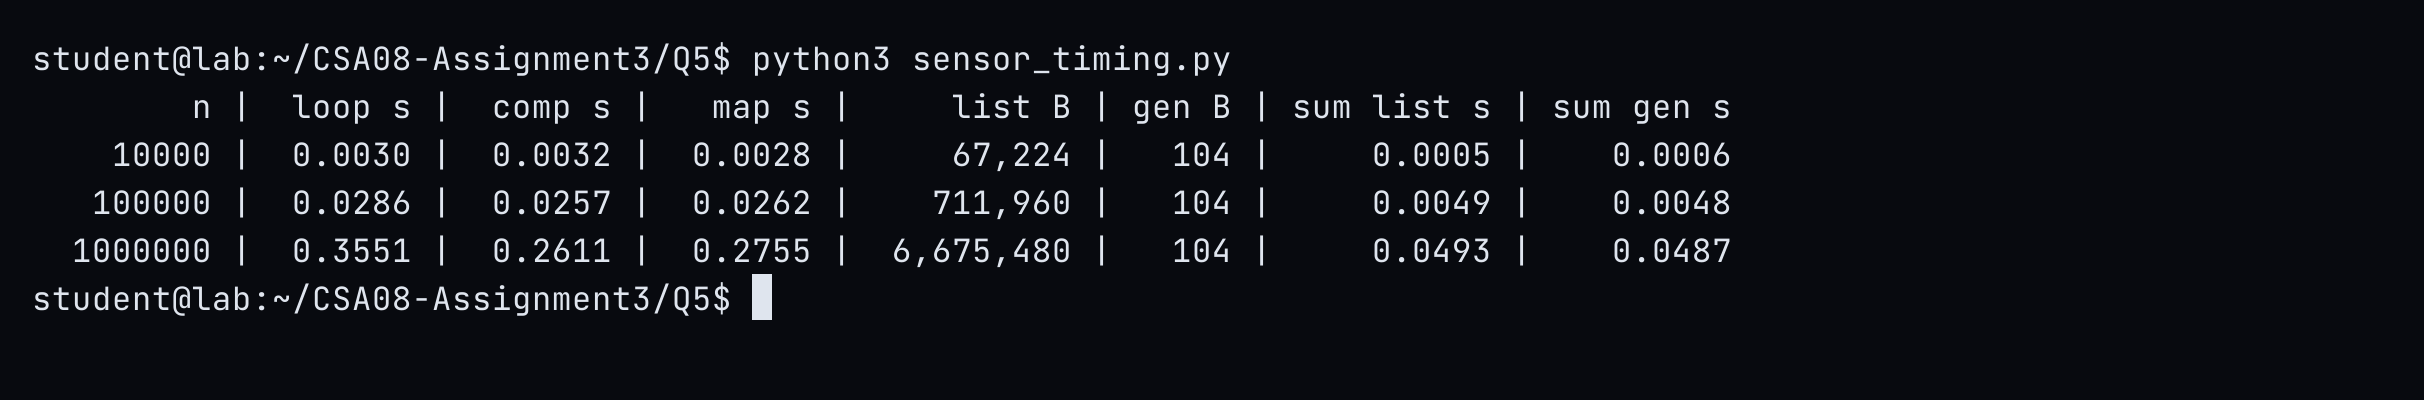 student@lab:~/CSA08-Assignment3/Q5$ python3 sensor_timing.py
      n |  loop s |  comp s |   map s |     list B | gen B | sum list s | sum gen s
  10000 |  0.0030 |  0.0032 |  0.0028 |     67,224 |   104 |     0.0005 |    0.0006
 100000 |  0.0286 |  0.0257 |  0.0262 |    711,960 |   104 |     0.0049 |    0.0048
1000000 |  0.3551 |  0.2611 |  0.2755 |  6,675,480 |   104 |     0.0493 |    0.0487
student@lab:~/CSA08-Assignment3/Q5$